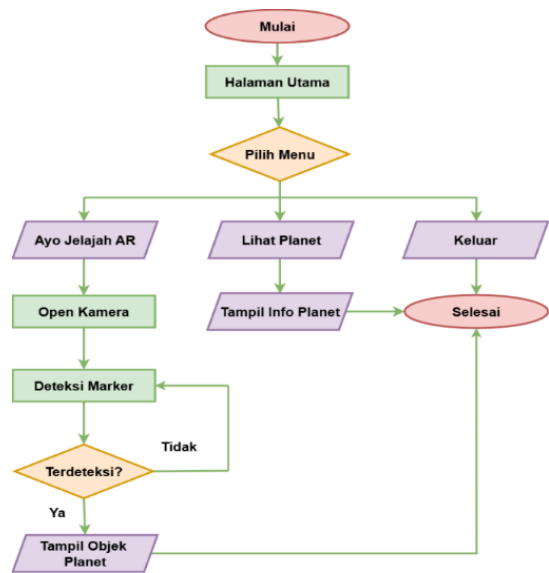 Mulai
Halaman Utama
Pilih Menu
Ayo Jelajah AR
Lihat Planet
Keluar
Open Kamera
Tampil Info Planet
Selesai
Deteksi Marker
Tidak
Terdeteksi?
Ya
Tampil Objek
Planet